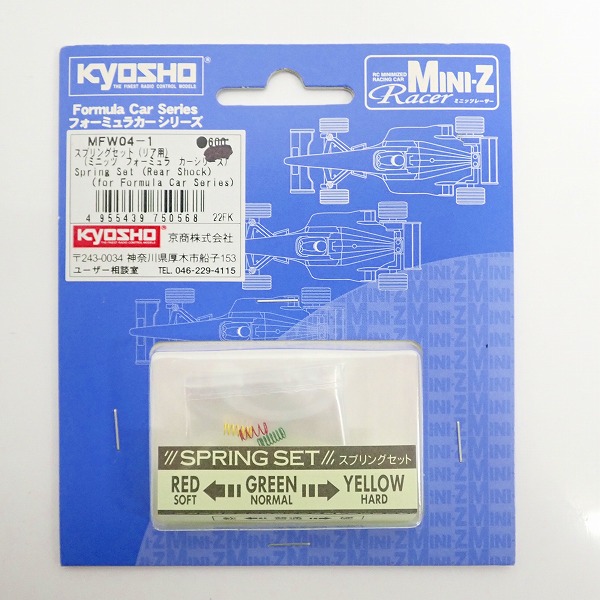 KYOSHO
THE FINEST RADIO CONTROL MODELS
Formula Car Series
フォーミュラカーシリーズ
RC MINIMIZED
RACING CAR
MINI-Z
Racer
ミニッツレーサー
MFW04-1
スプリングセット(リア用)
(ミニッツ フォーミュラ カーシリーズ)
Spring Set (Rear Shock)
(for Formula Car Series)
4 955439 750568
22FK
KYOSHO
京商株式会社
〒243-0034 神奈川県厚木市船子153
ユーザー相談室 TEL. 046-229-4115
SPRING SET スプリングセット
RED GREEN YELLOW
SOFT NORMAL HARD